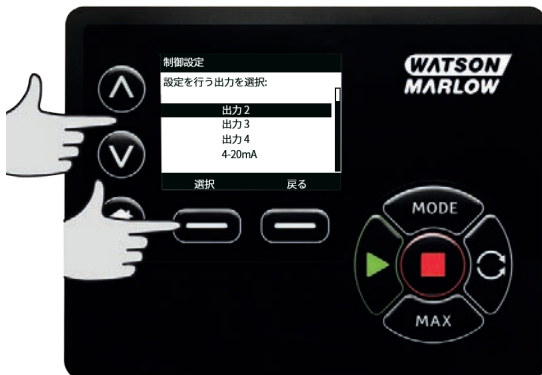 制御設定
設定を行う出力を選択:
出力 2
出力 3
出力 4
4-20mA
選択
戻る
WATSON
MARLOW
MODE
MAX